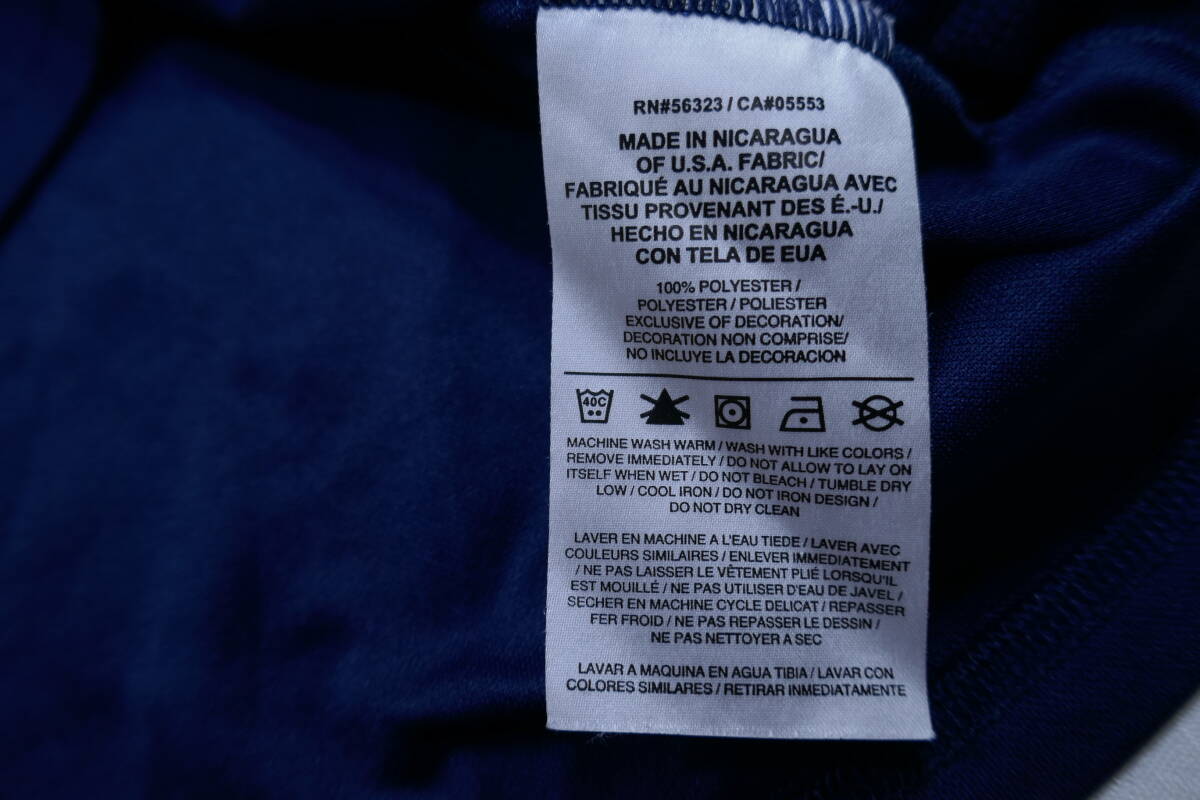 RN#56323 / CA#05553
MADE IN NICARAGUA
OF U.S.A. FABRIC/
FABRIQUÉ AU NICARAGUA AVEC
TISSU PROVENANT DES É.-U./
HECHO EN NICARAGUA
CON TELA DE EUA
100% POLYESTER /
POLYESTER / POLIESTER
EXCLUSIVE OF DECORATION/
DECORATION NON COMPRISE/
NO INCLUYE LA DECORACION
40C
MACHINE WASH WARM / WASH WITH LIKE COLORS /
REMOVE IMMEDIATELY / DO NOT ALLOW TO LAY ON
ITSELF WHEN WET / DO NOT BLEACH / TUMBLE DRY
LOW / COOL IRON / DO NOT IRON DESIGN /
DO NOT DRY CLEAN
LAVER EN MACHINE A L'EAU TIEDE / LAVER AVEC
COULEURS SIMILAIRES / ENLEVER IMMEDIATEMENT
/ NE PAS LAISSER LE VÊTEMENT PLIÉ LORSQU'IL
EST MOUILLÉ / NE PAS UTILISER D'EAU DE JAVEL /
SECHER EN MACHINE CYCLE DELICAT / REPASSER
FER FROID / NE PAS REPASSER LE DESSIN /
NE PAS NETTOYER A SEC
LAVAR A MAQUINA EN AGUA TIBIA / LAVAR CON
COLORES SIMILARES / RETIRAR INMEDIATAMENTE